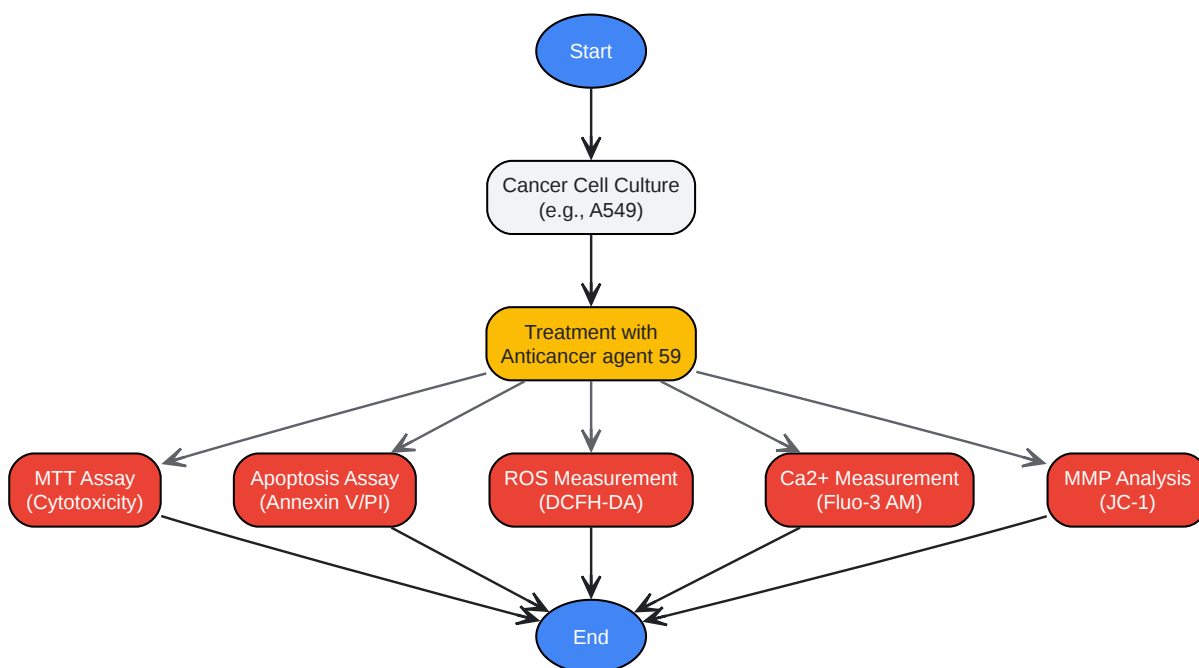 Start
Cancer Cell Culture
(e.g., A549)
Treatment with
Anticancer agent 59
MTT Assay
(Cytotoxicity)
Apoptosis Assay
(Annexin V/PI)
ROS Measurement
(DCFH-DA)
Ca2+ Measurement
(Fluo-3 AM)
MMP Analysis
(JC-1)
End